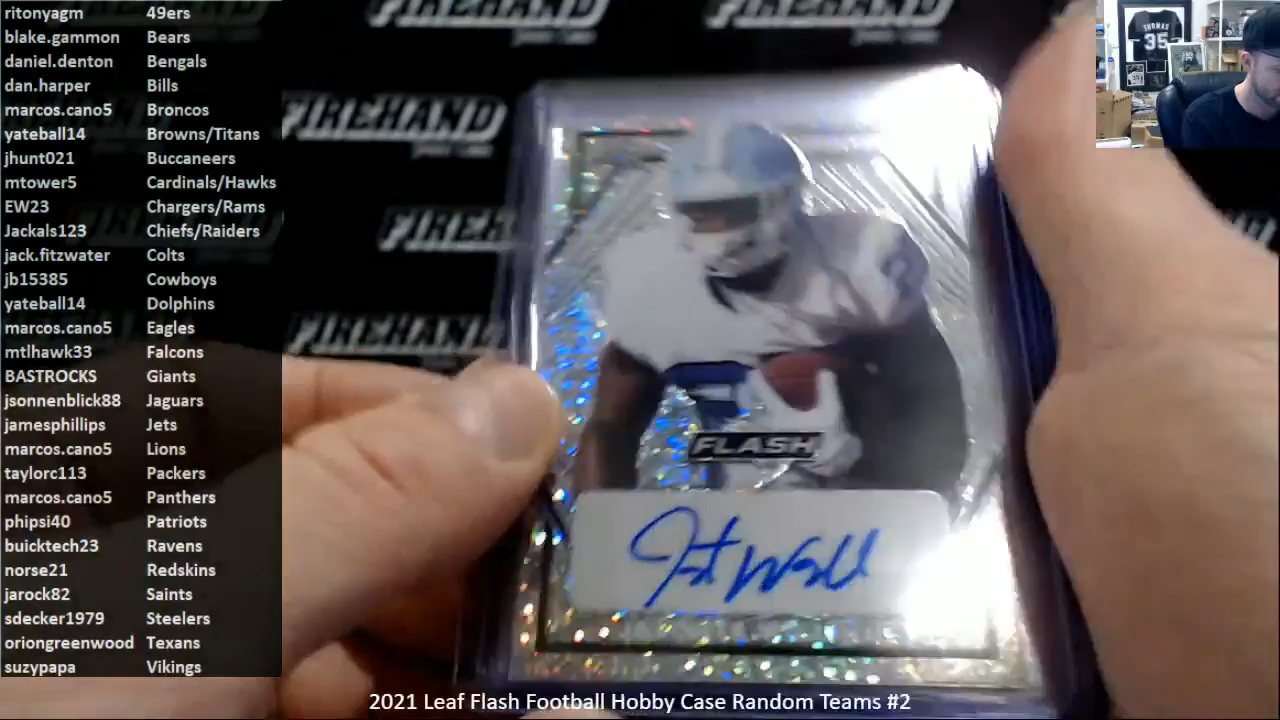 ritonyagm 49ers
blake.gammon Bears
daniel.denton Bengals
dan.harper Bills
marcos.cano5 Broncos
yateball14 Browns/Titans
jhunt021 Buccaneers
mtower5 Cardinals/Hawks
EW23 Chargers/Rams
Jackals123 Chiefs/Raiders
jack.fitzwater Colts
jb15385 Cowboys
yateball14 Dolphins
marcos.cano5 Eagles
mtlhawk33 Falcons
BASTROCKS Giants
jsonnenblick88 Jaguars
jamesphillips Jets
marcos.cano5 Lions
taylorc113 Packers
marcos.cano5 Panthers
phipsi40 Patriots
buicktech23 Ravens
norse21 Redskins
jarock82 Saints
sdecker1979 Steelers
oriongreenwood Texans
suzypapa Vikings
FIREHAND
FIREHAND
FIREHAND
THOMAS
35
FLASH
2021 Leaf Flash Football Hobby Case Random Teams #2